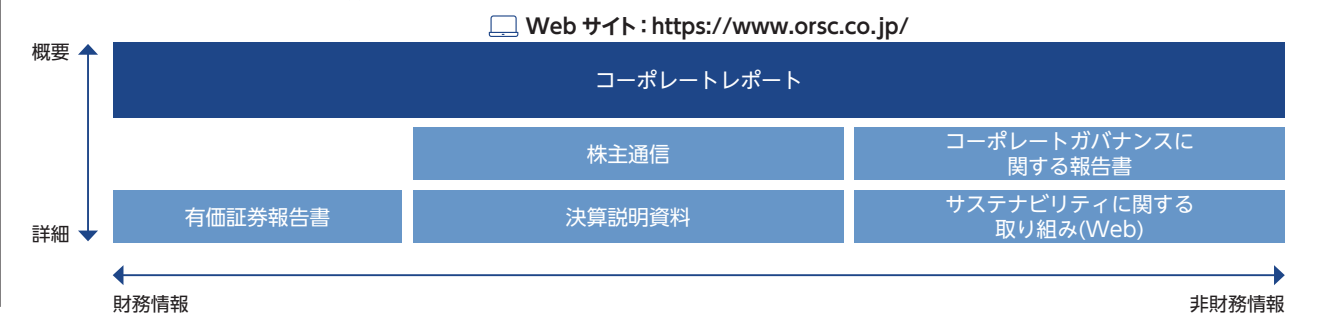 Web サイト：https://www.orsc.co.jp/
概要
コーポレートレポート
株主通信
コーポレートガバナンスに
関する報告書
有価証券報告書
決算説明資料
サステナビリティに関する
取り組み(Web)
詳細
財務情報
非財務情報